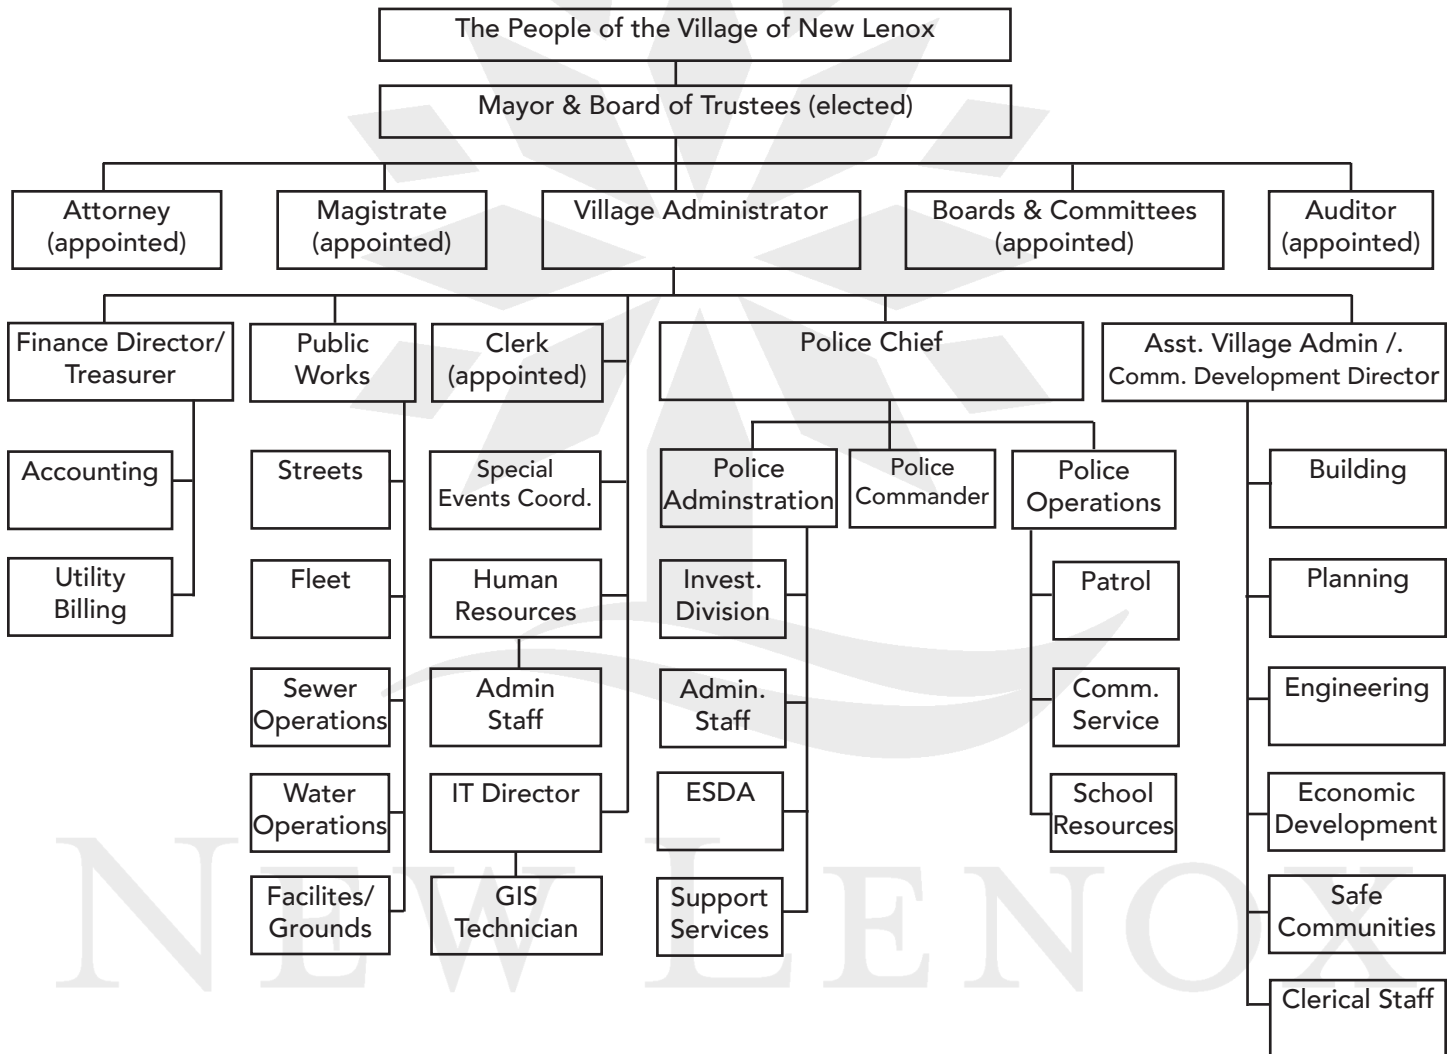 The People of the Village of New Lenox
Mayor & Board of Trustees (elected)
Attorney
(appointed)
Magistrate
(appointed)
Village Administrator
Boards & Committees
(appointed)
Auditor
(appointed)
Finance Director/
Treasurer
Public
Works
Clerk
(appointed)
Police Chief
Asst. Village Admin /.
Comm. Development Director
Accounting
Utility
Billing
Streets
Fleet
Sewer
Operations
Water
Operations
Facilites/
Grounds
Special
Events Coord.
Human
Resources
Admin
Staff
IT Director
GIS
Technician
Police
Adminstration
Police
Commander
Police
Operations
Invest.
Division
Admin.
Staff
ESDA
Support
Services
Patrol
Comm.
Service
School
Resources
Building
Planning
Engineering
Economic
Development
Safe
Communities
Clerical Staff
NEW LENOX